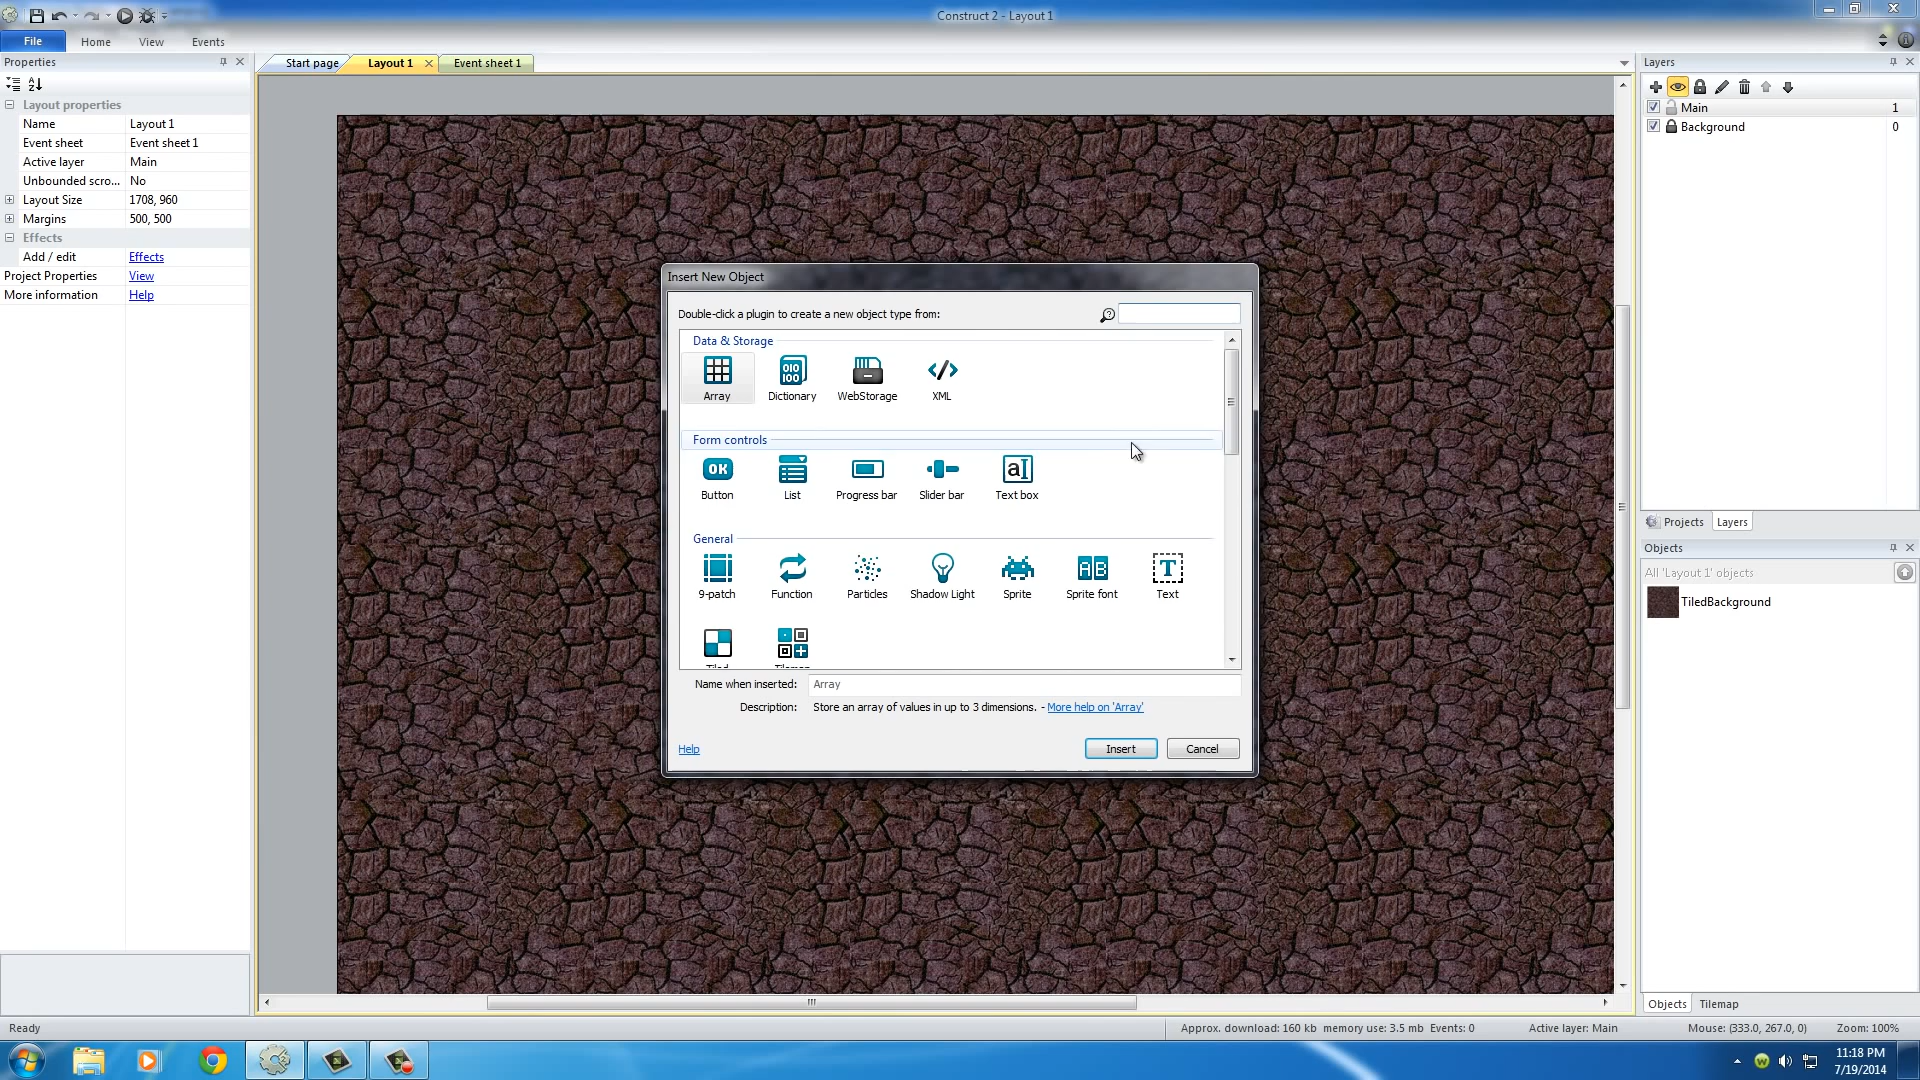 Construct 2 - Layout 1
File Home View Events
Properties
Start page Layout 1 Event sheet 1
Layers
Layout properties
Name Layout 1
Event sheet Event sheet 1
Active layer Main
Unbounded scro... No
Layout Size 1708, 960
Margins 500, 500
Effects
Add / edit Effects
Project Properties View
More information Help
Main 1
Background 0
Insert New Object
Double-click a plugin to create a new object type from:
Data & Storage
Array Dictionary WebStorage XML
Form controls
Button List Progress bar Slider bar Text box
General
9-patch Function Particles Shadow Light Sprite Sprite font Text
Name when inserted: Array
Description: Store an array of values in up to 3 dimensions. - More help on 'Array'
Help Insert Cancel
Projects Layers
Objects
All 'Layout 1' objects
TiledBackground
Objects Tilemap
Ready Approx. download: 160 kb memory use: 3.5 mb Events: 0 Active layer: Main Mouse: (333.0, 267.0, 0) Zoom: 100%
11:18 PM
7/19/2014